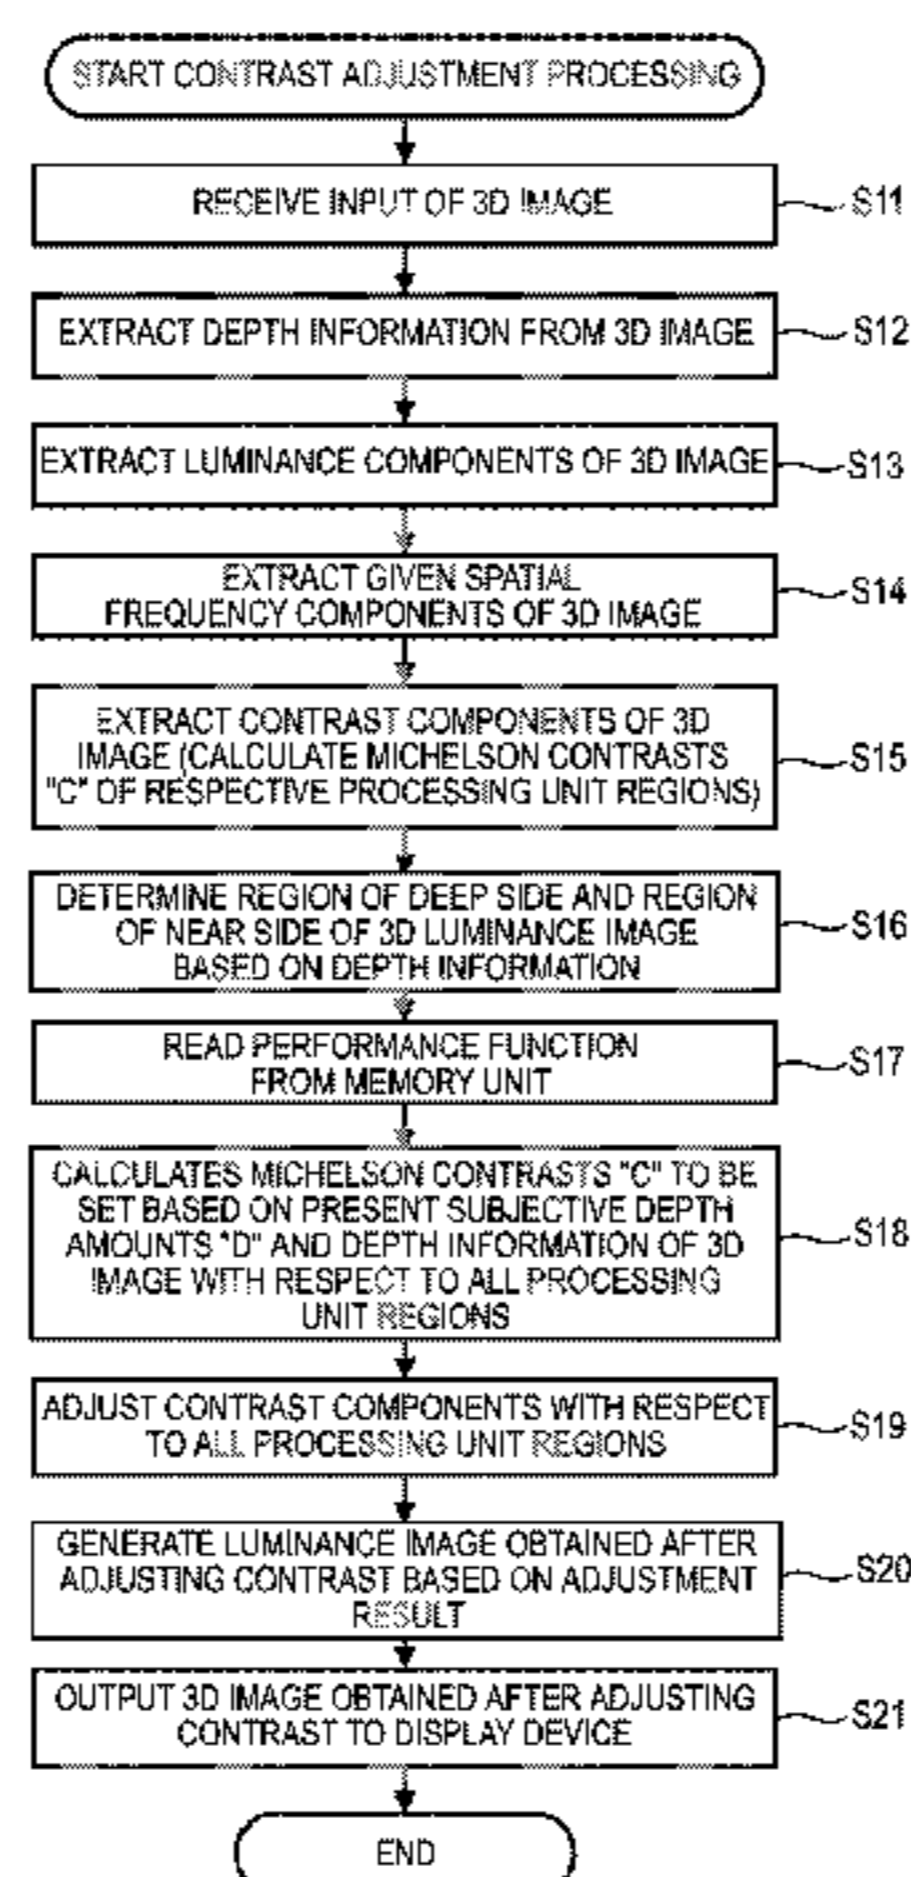 START CONTRAST ADJUSTMENT PROCESSING
RECEIVE INPUT OF 3D IMAGE
S11
EXTRACT DEPTH INFORMATION FROM 3D IMAGE
S12
EXTRACT LUMINANCE COMPONENTS OF 3D IMAGE
S13
EXTRACT GIVEN SPATIAL
FREQUENCY COMPONENTS OF 3D IMAGE
S14
EXTRACT CONTRAST COMPONENTS OF 3D
IMAGE (CALCULATE MICHELSON CONTRASTS
"C" OF RESPECTIVE PROCESSING UNIT REGIONS)
S15
DETERMINE REGION OF DEEP SIDE AND REGION
OF NEAR SIDE OF 3D LUMINANCE IMAGE
BASED ON DEPTH INFORMATION
S16
READ PERFORMANCE FUNCTION
FROM MEMORY UNIT
S17
CALCULATES MICHELSON CONTRASTS "C" TO BE
SET BASED ON PRESENT SUBJECTIVE DEPTH
AMOUNTS "D" AND DEPTH INFORMATION OF 3D
IMAGE WITH RESPECT TO ALL PROCESSING
UNIT REGIONS
S18
ADJUST CONTRAST COMPONENTS WITH RESPECT
TO ALL PROCESSING UNIT REGIONS
S19
GENERATE LUMINANCE IMAGE OBTAINED AFTER
ADJUSTING CONTRAST BASED ON ADJUSTMENT
RESULT
S20
OUTPUT 3D IMAGE OBTAINED AFTER ADJUSTING
CONTRAST TO DISPLAY DEVICE
S21
END